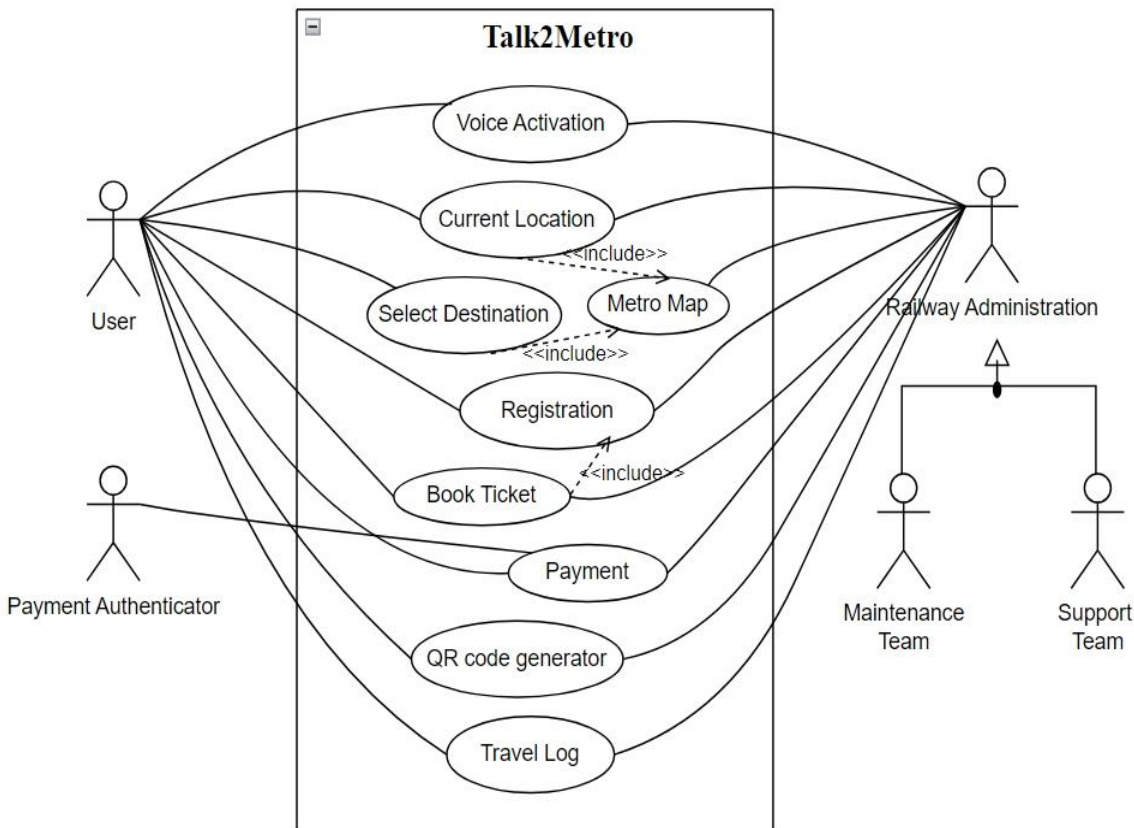 Talk2Metro
Voice Activation
Current Location
<<include>>
Select Destination
Metro Map
<<include>>
User
Railway Administration
Registration
<<include>>
Book Ticket
Payment
Payment Authenticator
Maintenance
Team
Support
Team
QR code generator
Travel Log